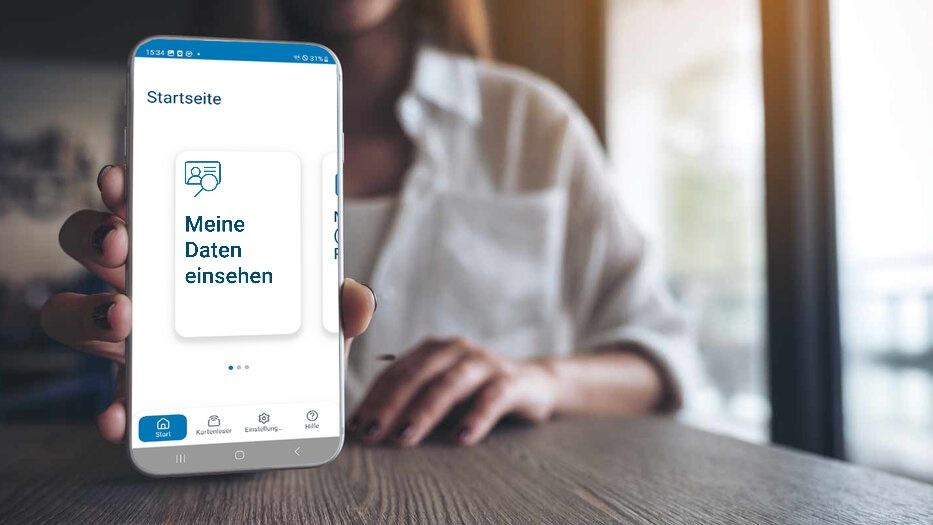 15:34
31%
Startseite
Meine
Daten
einsehen
Start
Kartenleser
Einstellung...
Hilfe